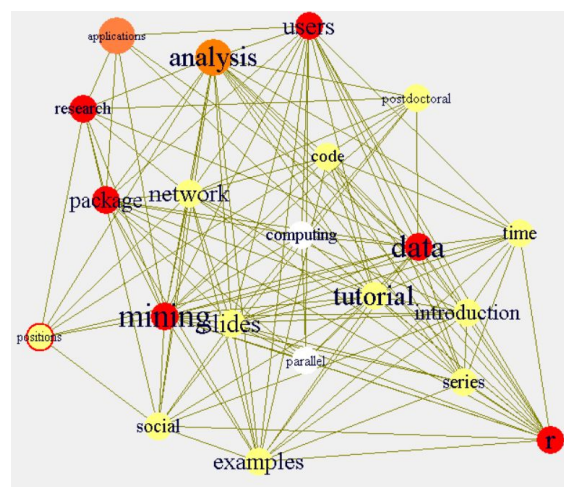 users
applications
analysis
postdoctoral
research
code
network
package
time
computing
data
tutorial
introduction
mining
slides
positions
parallel
series
social
r
examples